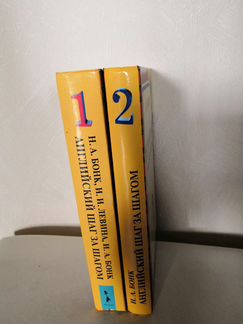 1
Н. А. БОНК, И. И. ЛЕВИНА, И. А. БОНК
АНГЛИЙСКИЙ ШАГ ЗА ШАГОМ
2
Н. А. БОНК
АНГЛИЙСКИЙ ШАГ ЗА ШАГОМ